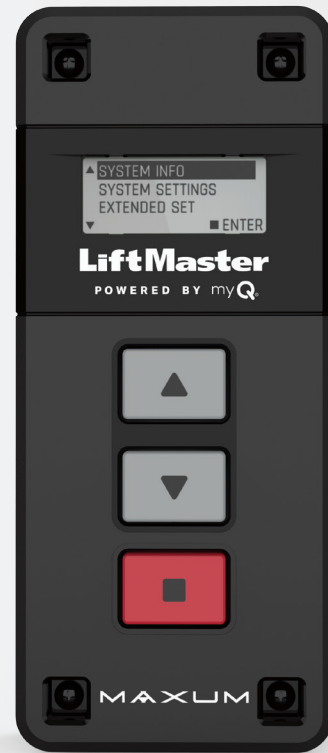 SYSTEM INFO
SYSTEM SETTINGS
EXTENDED SET
ENTER
LiftMaster
POWERED BY myQ®
MAXUM